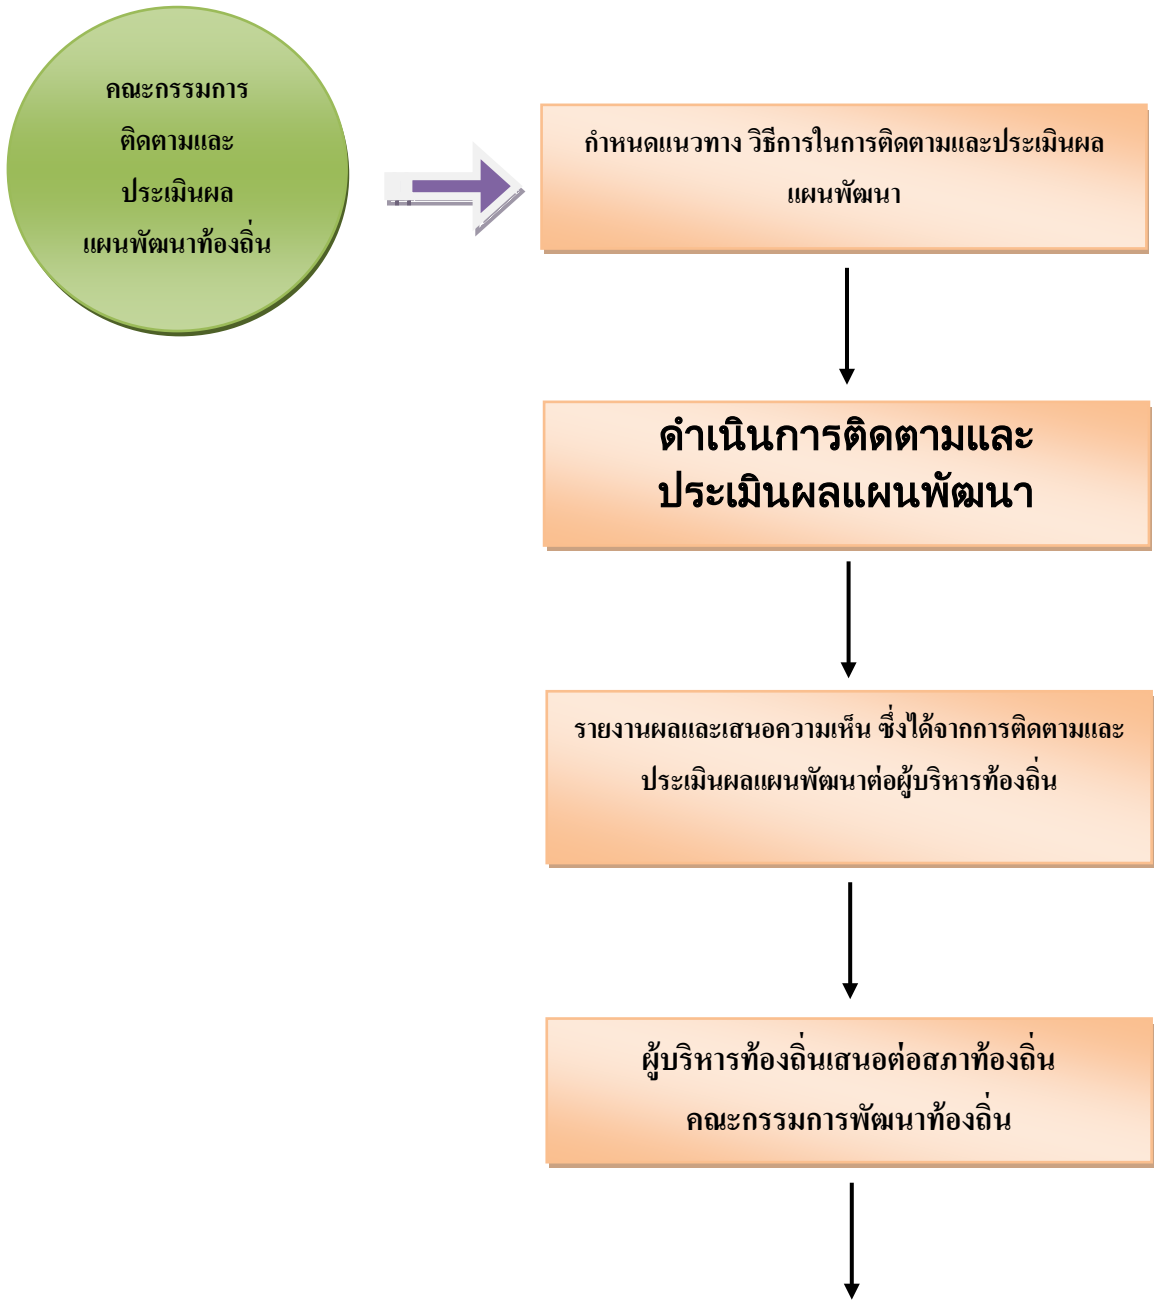 คณะกรรมการ
ติดตามและ
ประเมินผล
แผนพัฒนาท้องถิ่น
กำหนดแนวทาง วิธีการในการติดตามและประเมินผล
แผนพัฒนา
ดำเนินการติดตามและ
ประเมินผลแผนพัฒนา
รายงานผลและเสนอความเห็น ซึ่งได้จากการติดตามและ
ประเมินผลแผนพัฒนาต่อผู้บริหารท้องถิ่น
ผู้บริหารท้องถิ่นเสนอต่อสภาท้องถิ่น
คณะกรรมการพัฒนาท้องถิ่น